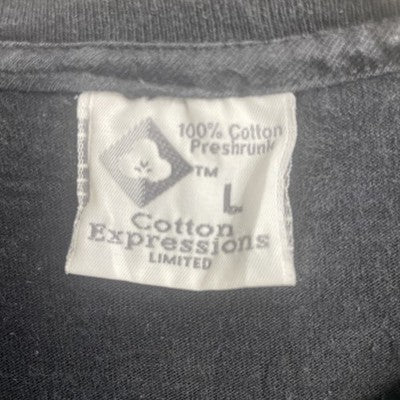 100% Cotton
Preshrunk
TM
L
Cotton
Expressions
LIMITED